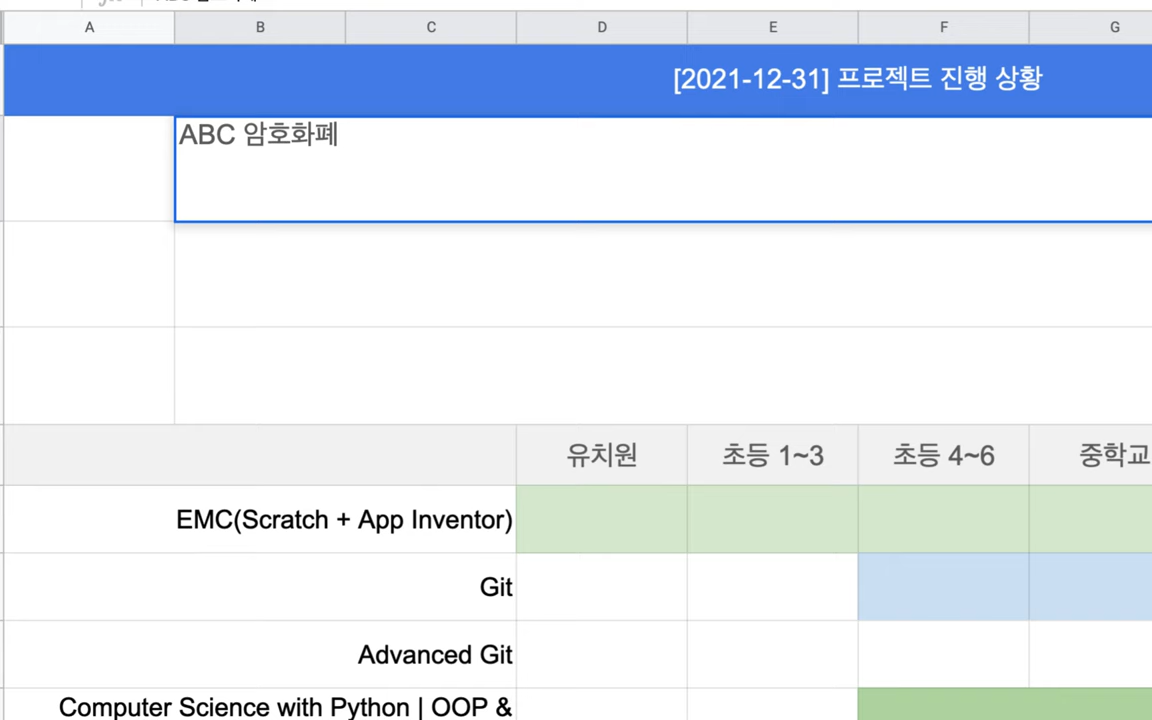 A B C D E F G
[2021-12-31] 프로젝트 진행 상황
ABC 암호화폐
유치원 초등 1~3 초등 4~6 중학교
EMC(Scratch + App Inventor)
Git
Advanced Git
Computer Science with Python | OOP &